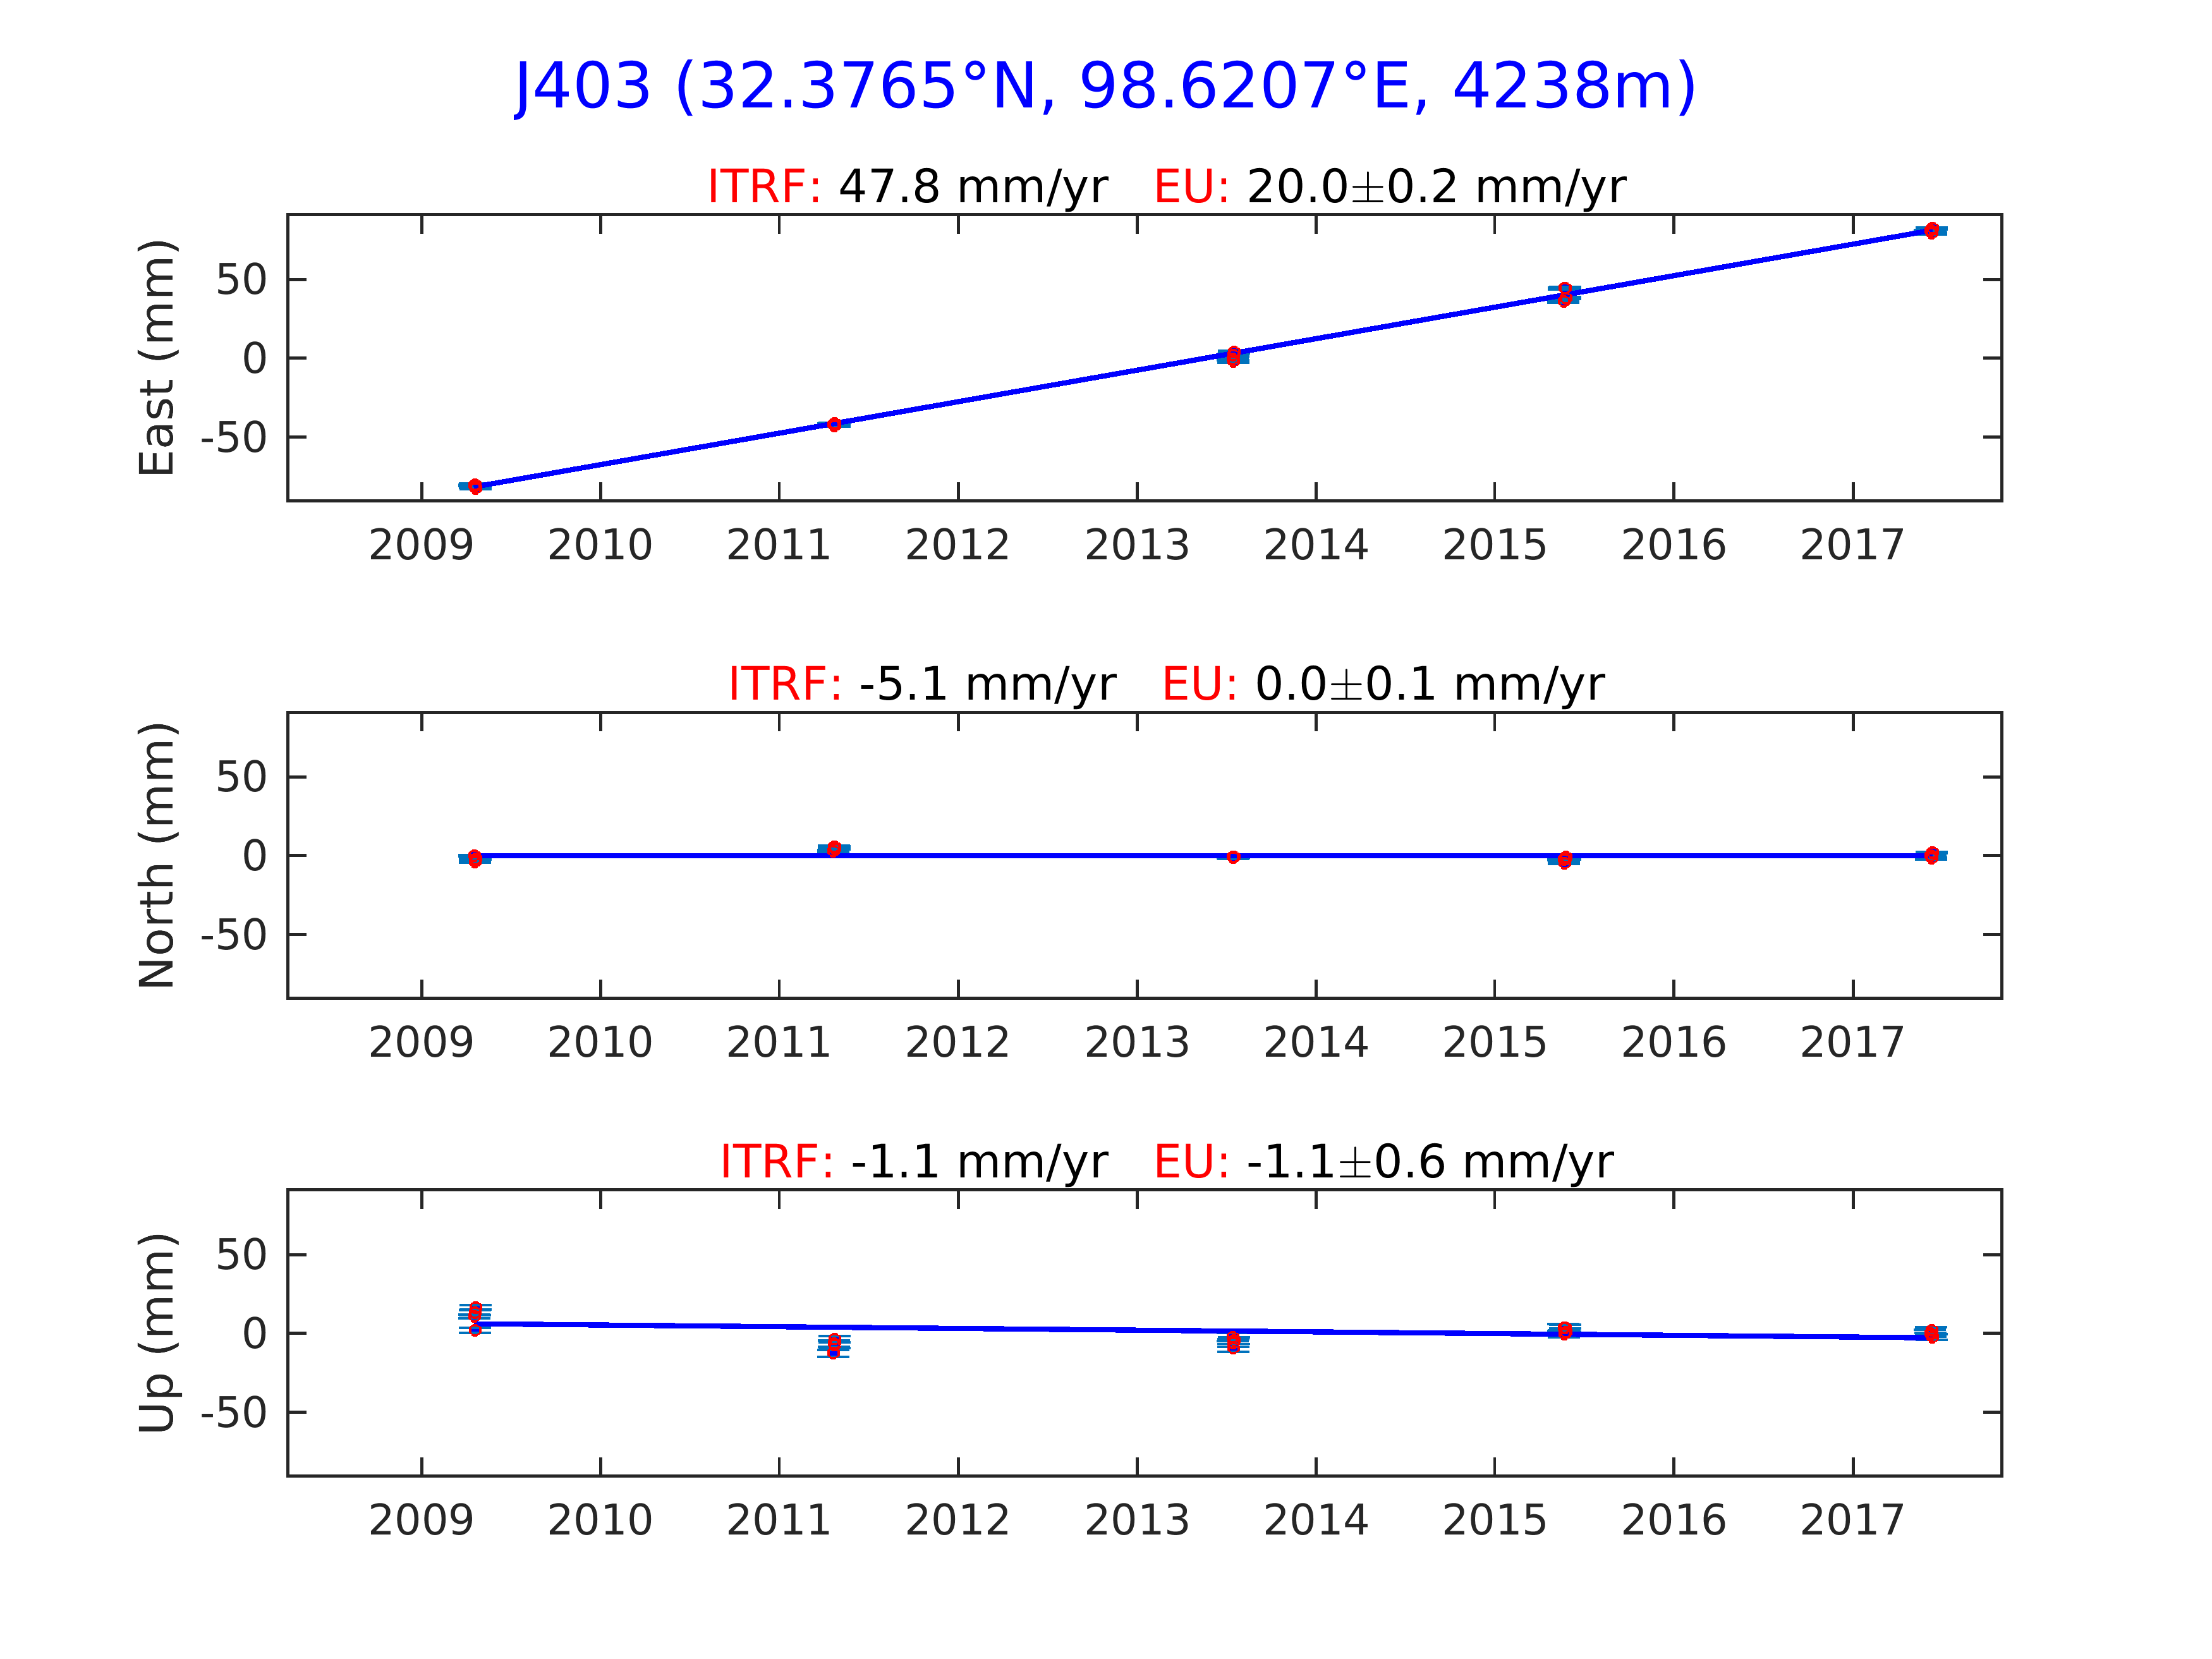 J403 (32.3765°N, 98.6207°E, 4238m)
ITRF: 47.8 mm/yr EU: 20.0±0.2 mm/yr
East (mm)
50
0
-50
2009 2010 2011 2012 2013 2014 2015 2016 2017
ITRF: -5.1 mm/yr EU: 0.0±0.1 mm/yr
North (mm)
50
0
-50
2009 2010 2011 2012 2013 2014 2015 2016 2017
ITRF: -1.1 mm/yr EU: -1.1±0.6 mm/yr
Up (mm)
50
0
-50
2009 2010 2011 2012 2013 2014 2015 2016 2017